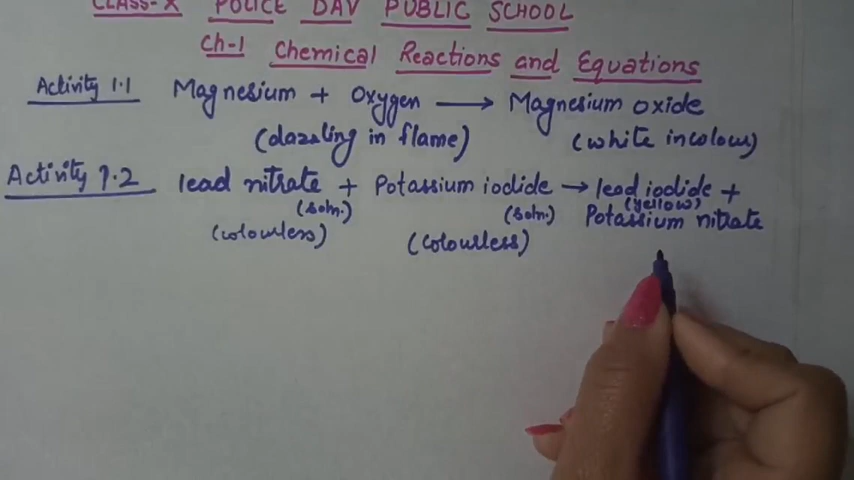 CLASS-X POLICE DAV PUBLIC SCHOOL
Ch-1 Chemical Reactions and Equations
Activity 1.1 Magnesium + Oxygen → Magnesium oxide
(dazzling in flame) (white in colour)
Activity 1.2 lead nitrate + Potassium iodide → lead iodide +
(soln.) (soln.) (yellow)
(colourless) (colourless) Potassium nitrate